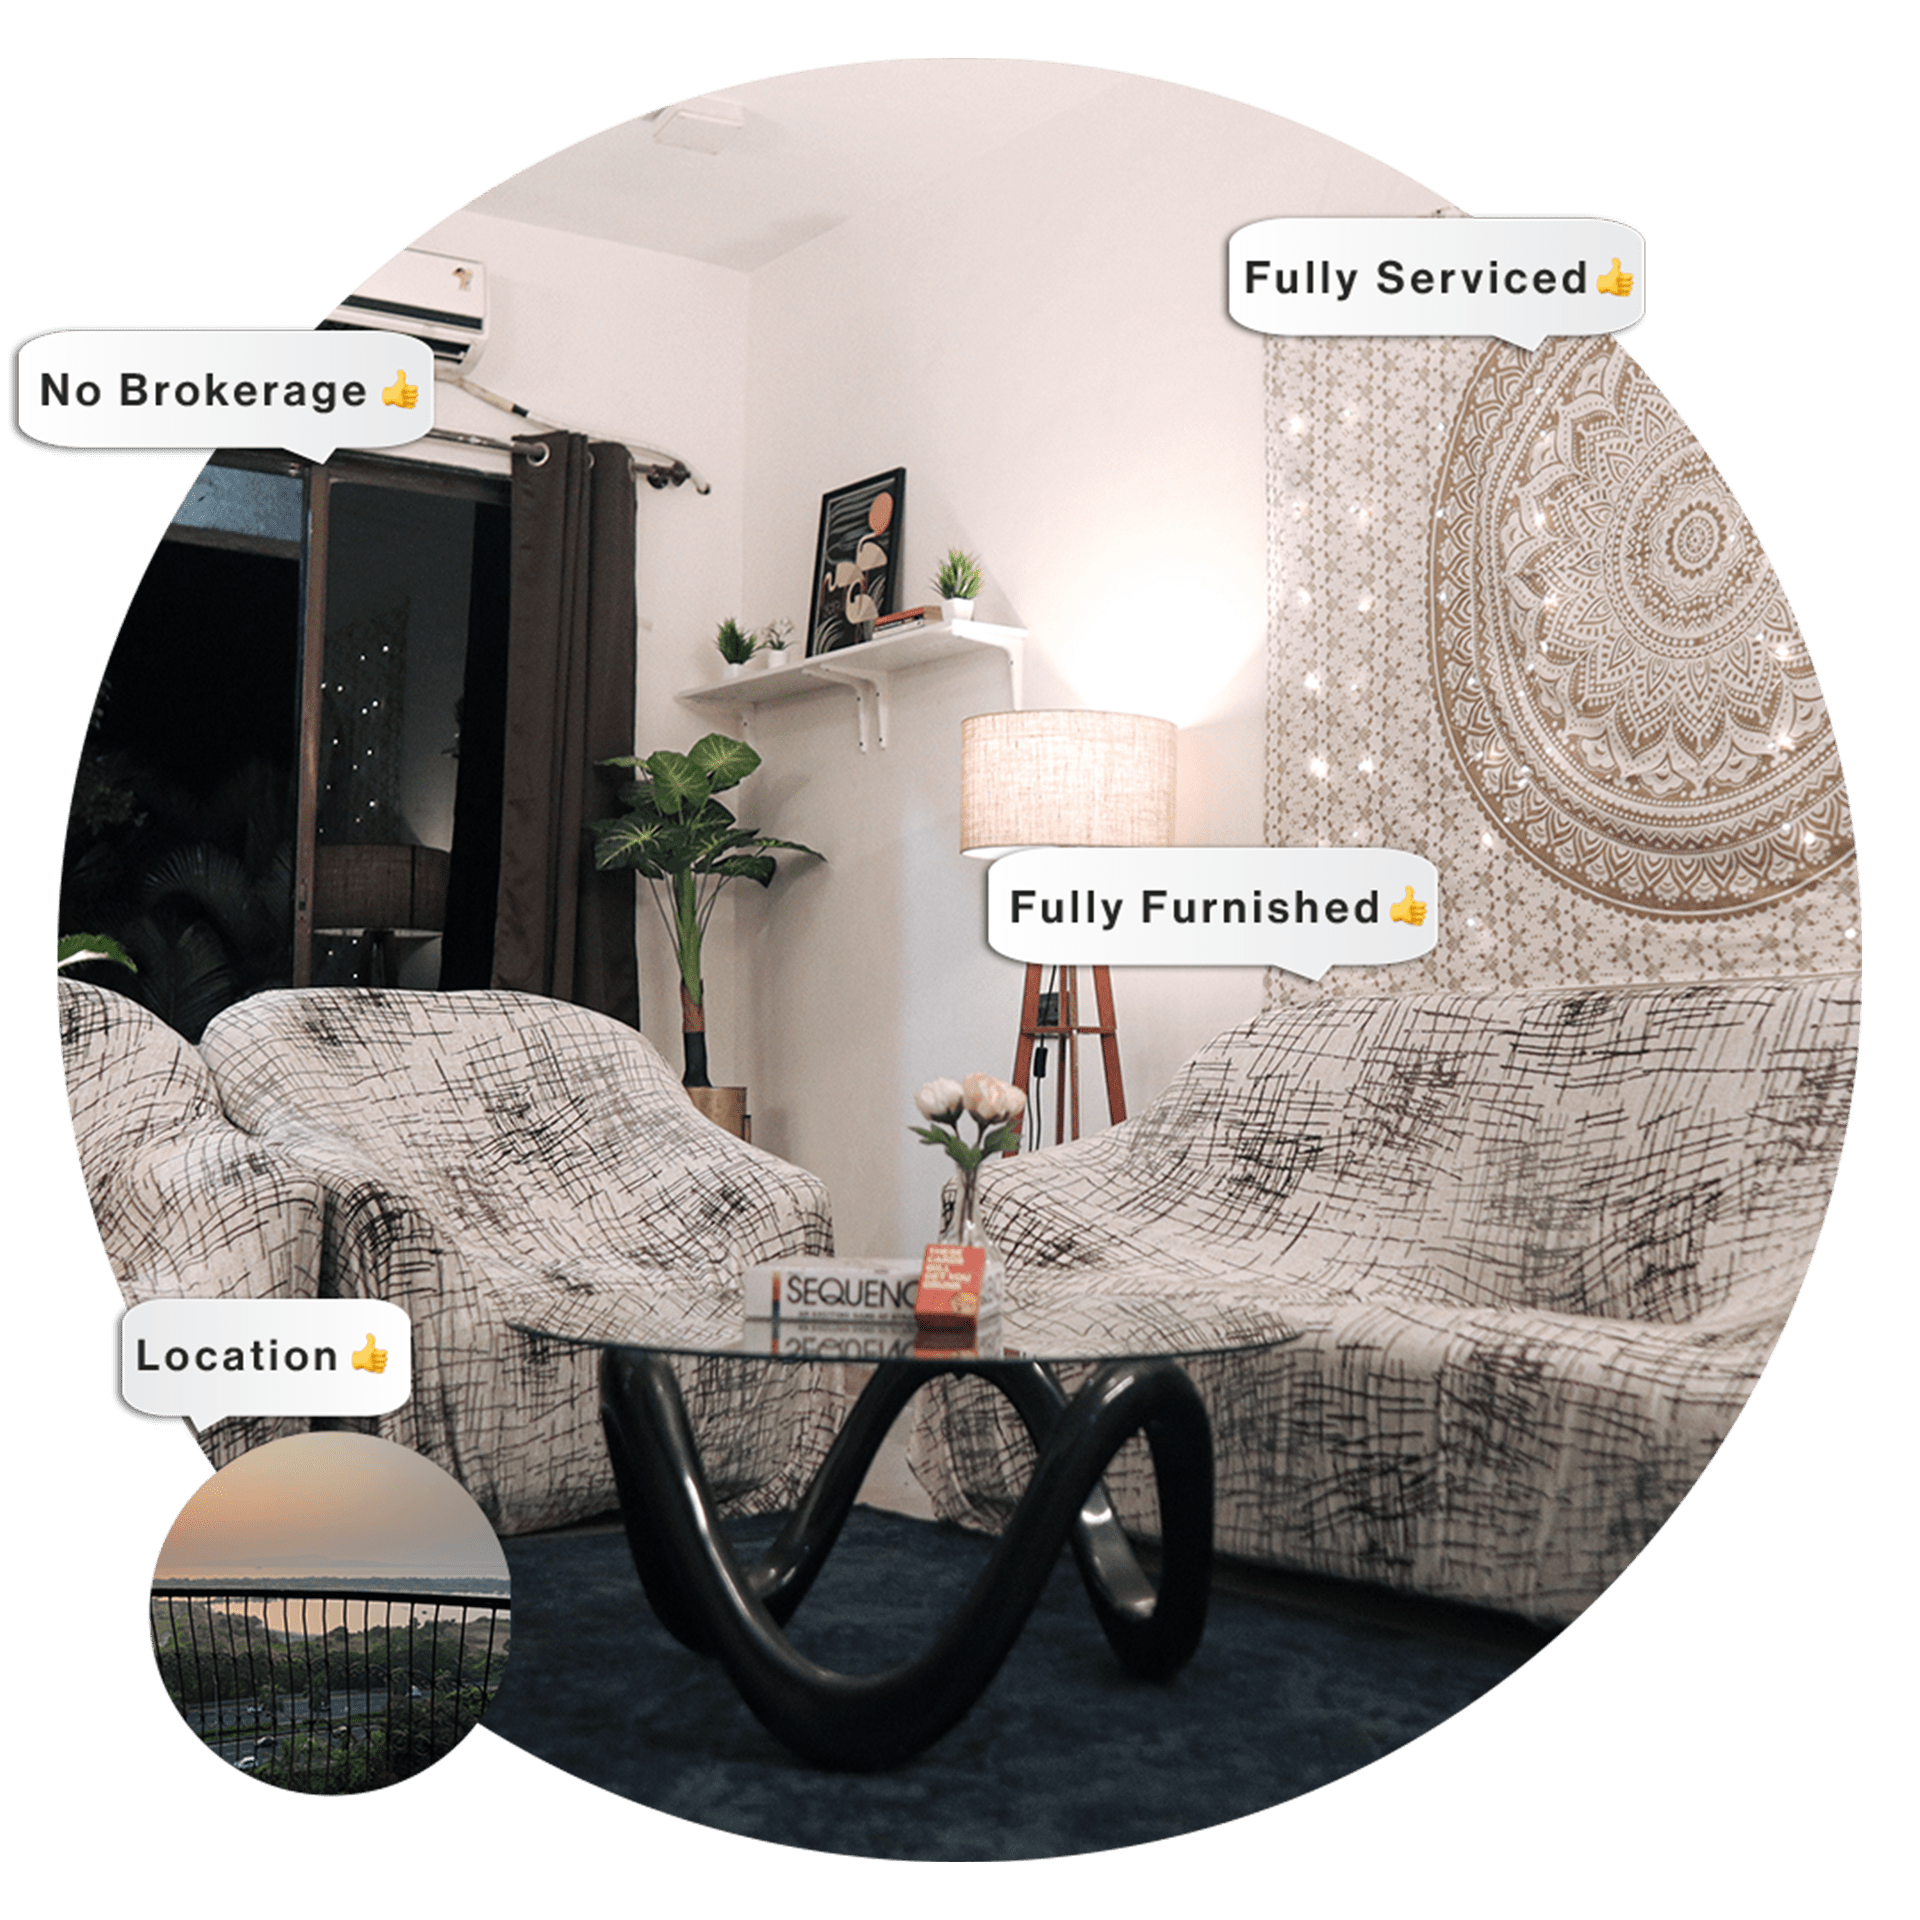 Fully Serviced👍
No Brokerage 👍
Fully Furnished👍
SEQUENC
Location 👍